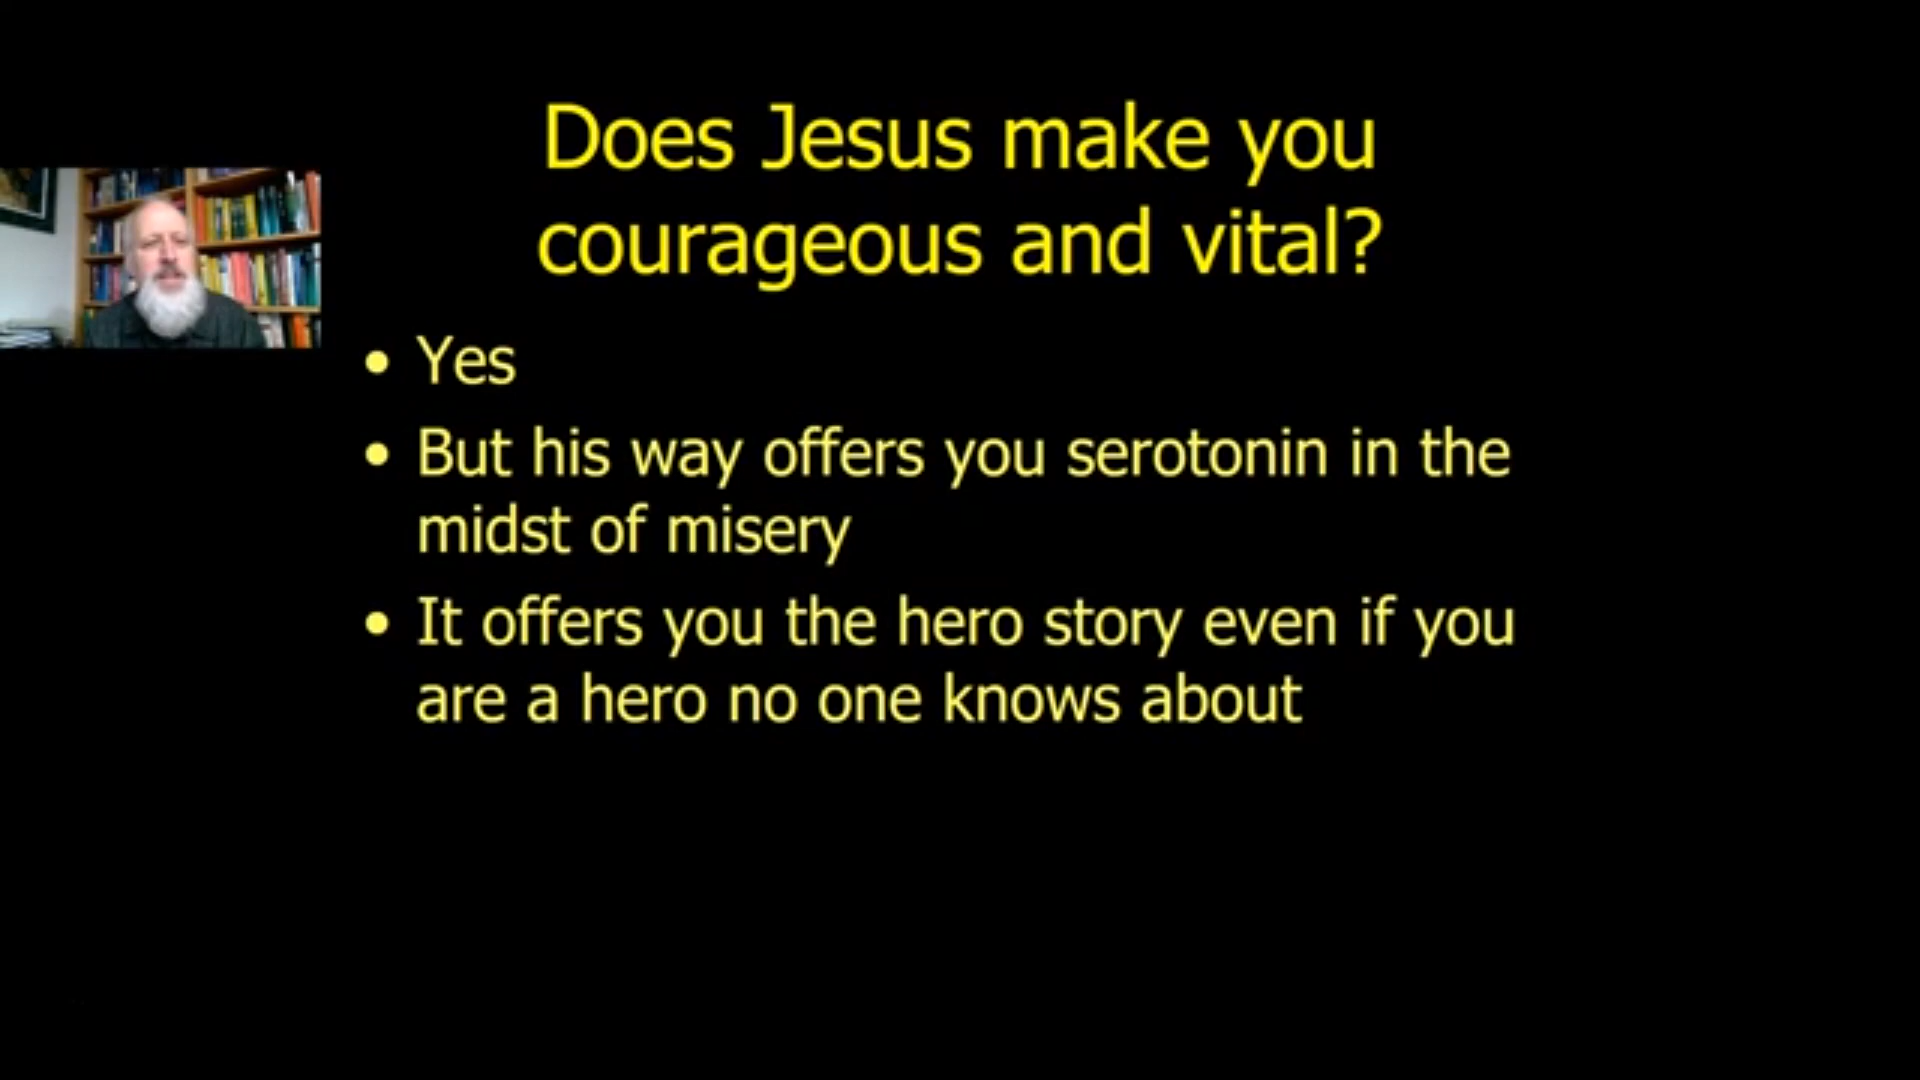 Does Jesus make you
courageous and vital?
• Yes
• But his way offers you serotonin in the
midst of misery
• It offers you the hero story even if you
are a hero no one knows about